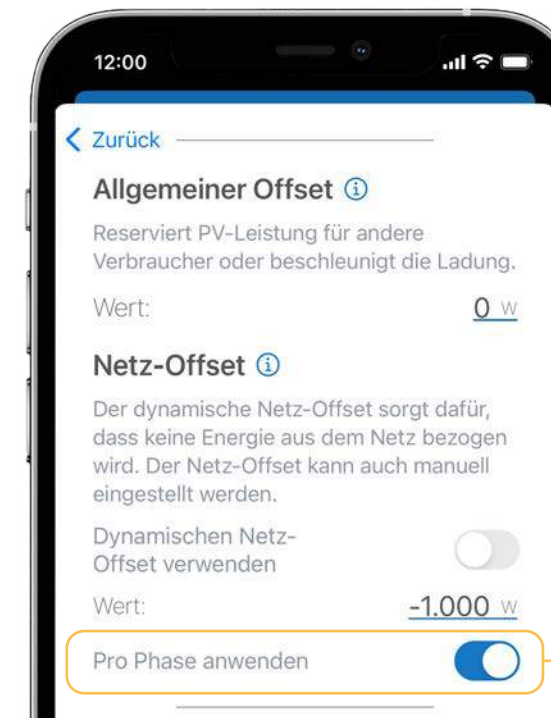 12:00
Zurück
Allgemeiner Offset
Reserviert PV-Leistung für andere
Verbraucher oder beschleunigt die Ladung.
Wert: 0 W
Netz-Offset
Der dynamische Netz-Offset sorgt dafür,
dass keine Energie aus dem Netz bezogen
wird. Der Netz-Offset kann auch manuell
eingestellt werden.
Dynamischen Netz-
Offset verwenden
Wert: -1.000 W
Pro Phase anwenden